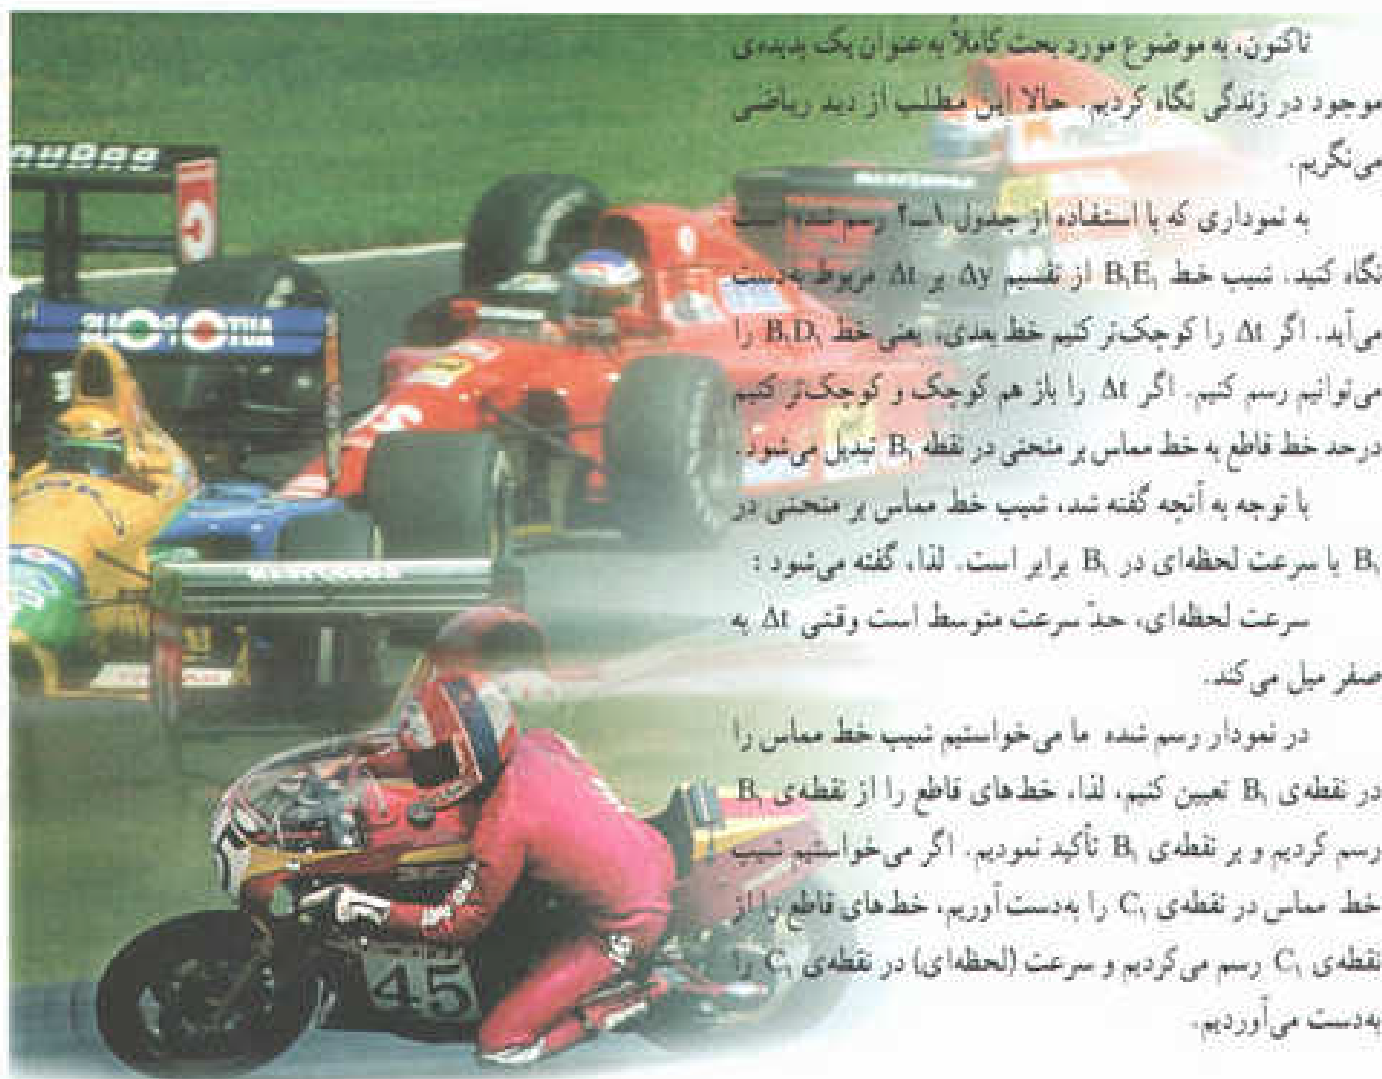 تاکنون، به موضوع مورد بحث کاملاً به عنوان یک پدیده‌ی
موجود در زندگی نگاه کردیم. حالا این مطلب از دید ریاضی
می‌نگریم.
به نموداری که با استفاده از جدول ۱ــ۲ رسم شده است
نگاه کنید. شیب خط B₁E₁ از تقسیم Δy بر Δt مربوط به‌دست
می‌آید. اگر Δt را کوچک‌تر کنیم خط بعدی، یعنی خط B₁D₁ را
می‌توانیم رسم کنیم. اگر Δt را باز هم کوچک و کوچک‌تر کنیم
درحد خط قاطع به خط مماس بر منحنی در نقطه B₁ تبدیل می‌شود.
با توجه به آنچه گفته شد، شیب خط مماس بر منحنی در
B₁ با سرعت لحظه‌ای در B₁ برابر است. لذا، گفته می‌شود :
سرعت لحظه‌ای، حدّ سرعت متوسط است وقتی Δt به
صفر میل می‌کند.
در نمودار رسم شده ما می‌خواستیم شیب خط مماس را
در نقطه‌ی B₁ تعیین کنیم، لذا، خط‌های قاطع را از نقطه‌ی B₁
رسم کردیم و بر نقطه‌ی B₁ تأکید نمودیم. اگر می‌خواستیم شیب
خط مماس در نقطه‌ی C₁ را به‌دست آوریم، خط‌های قاطع را از
نقطه‌ی C₁ رسم می‌کردیم و سرعت (لحظه‌ای) در نقطه‌ی C₁ را
به‌دست می‌آوردیم.
45